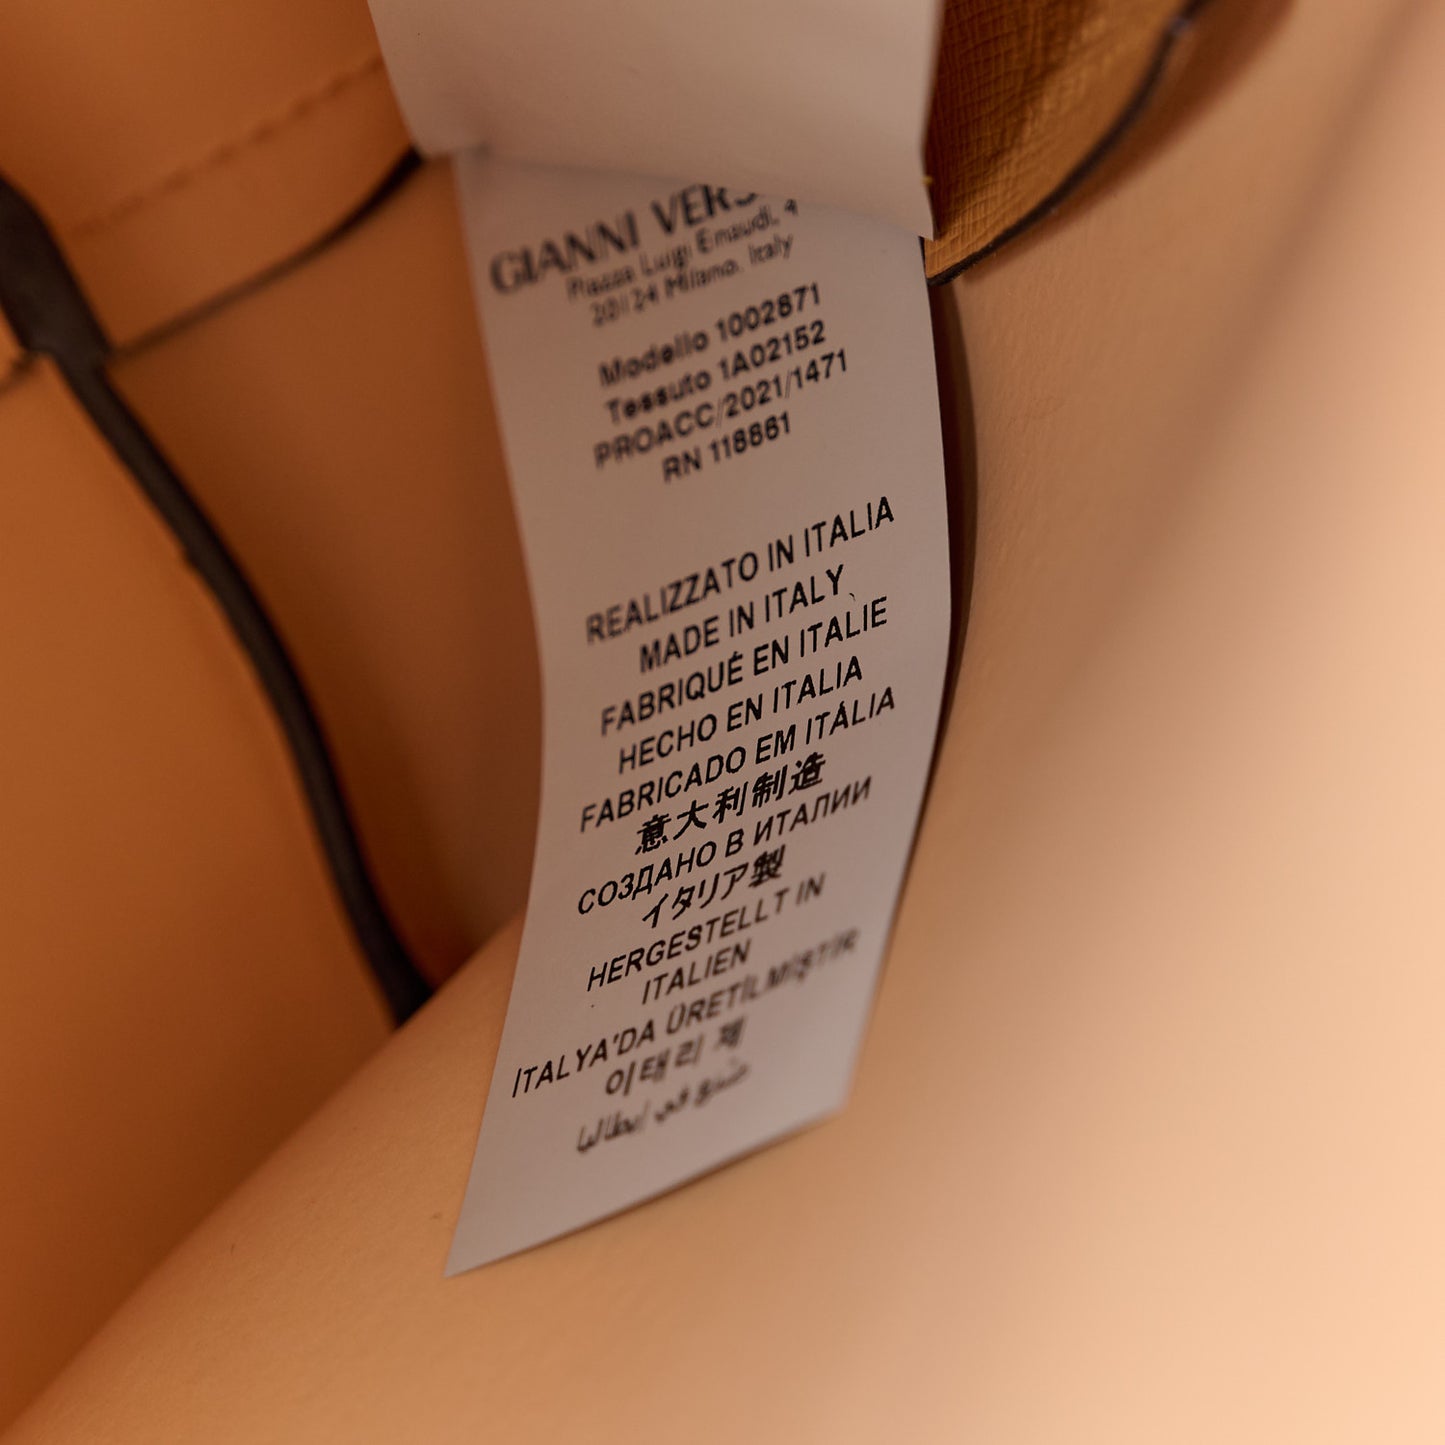 GIANNI
Piazza Luigi Einaudi, 4
20124 Milano, Italy
Modello 1002871
Tessuto 1A02152
PROACC/2021/1471
RN 118861
REALIZZATO IN ITALIA
MADE IN ITALY
FABRIQUÉ EN ITALIE
HECHO EN ITALIA
FABRICADO EM ITÁLIA
意大利制造
СОЗДАНО В ИТАЛИИ
イタリア製
HERGESTELLT IN
ITALIEN
İTALYA'DA ÜRETİLMİŞTİR
이태리 제
صنع في إيطاليا